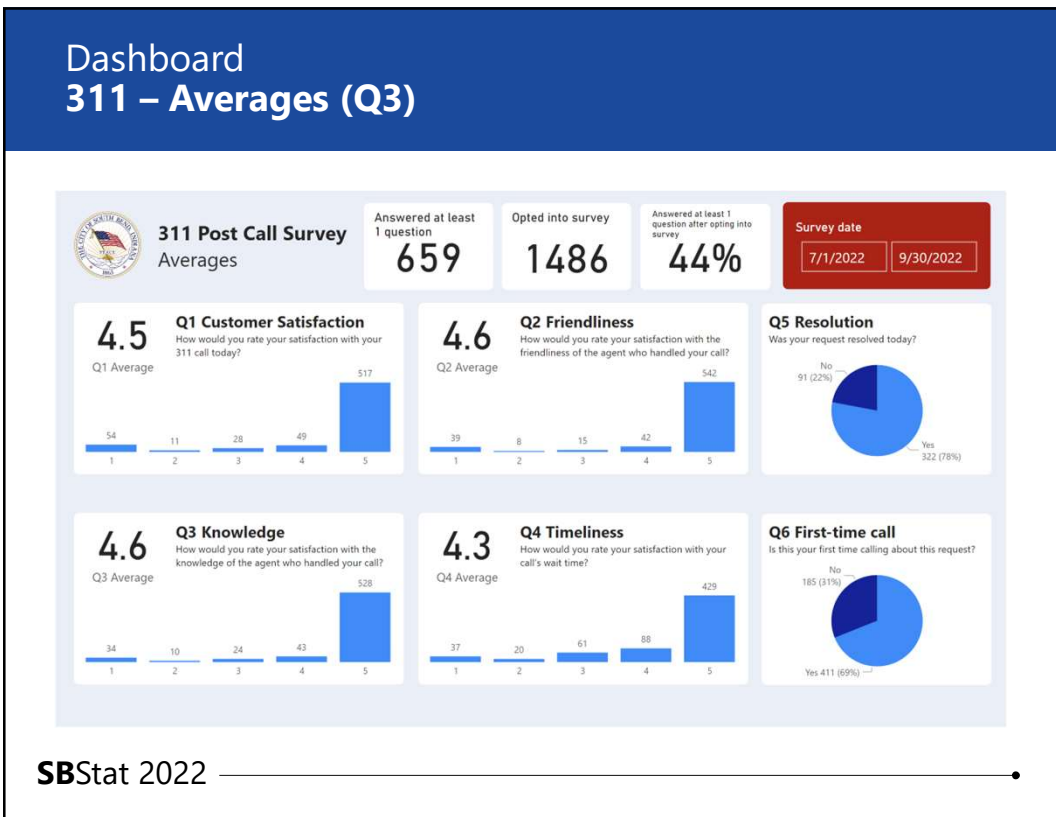 Dashboard
311 – Averages (Q3)
THE CITY OF SOUTH BEND, INDIANA
PEACE
1865
311 Post Call Survey
Averages
Answered at least
1 question
659
Opted into survey
1486
Answered at least 1
question after opting into
survey
44%
Survey date
7/1/2022 9/30/2022
4.5
Q1 Average
Q1 Customer Satisfaction
How would you rate your satisfaction with your
311 call today?
54 11 28 49 517
1 2 3 4 5
4.6
Q2 Average
Q2 Friendliness
How would you rate your satisfaction with the
friendliness of the agent who handled your call?
39 8 15 42 542
1 2 3 4 5
Q5 Resolution
Was your request resolved today?
No
91 (22%)
Yes
322 (78%)
4.6
Q3 Average
Q3 Knowledge
How would you rate your satisfaction with the
knowledge of the agent who handled your call?
34 10 24 43 528
1 2 3 4 5
4.3
Q4 Average
Q4 Timeliness
How would you rate your satisfaction with your
call's wait time?
37 20 61 88 429
1 2 3 4 5
Q6 First-time call
Is this your first time calling about this request?
No
185 (31%)
Yes 411 (69%)
SBStat 2022